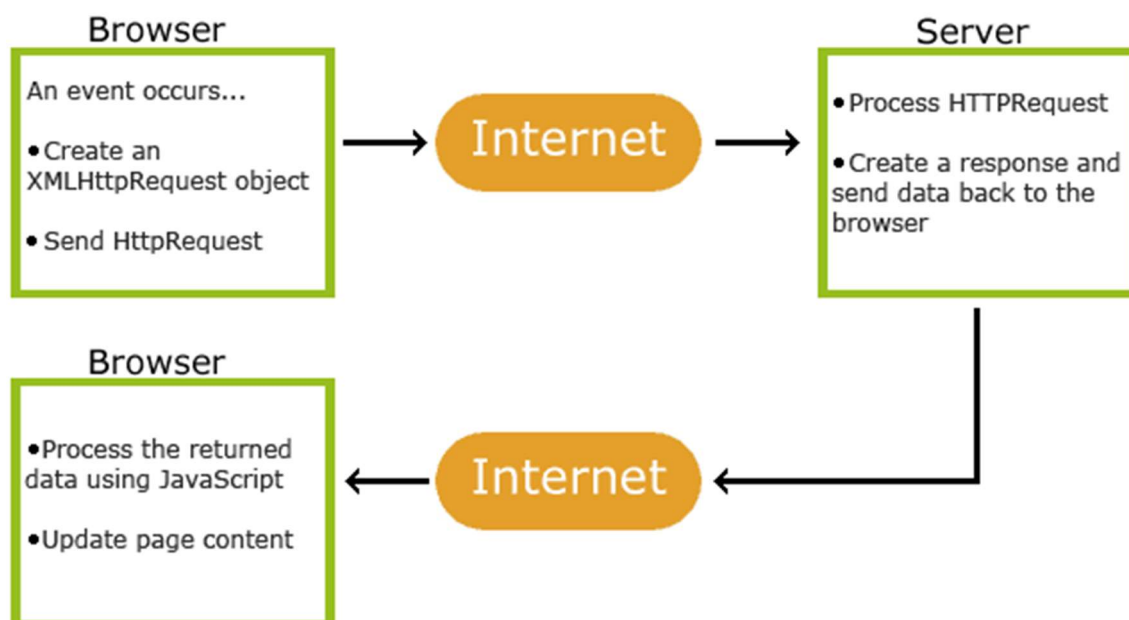 Browser
An event occurs...
•Create an
XMLHttpRequest object
• Send HttpRequest
Internet
Server
•Process HTTPRequest
•Create a response and
send data back to the
browser
Browser
•Process the returned
data using JavaScript
•Update page content
Internet